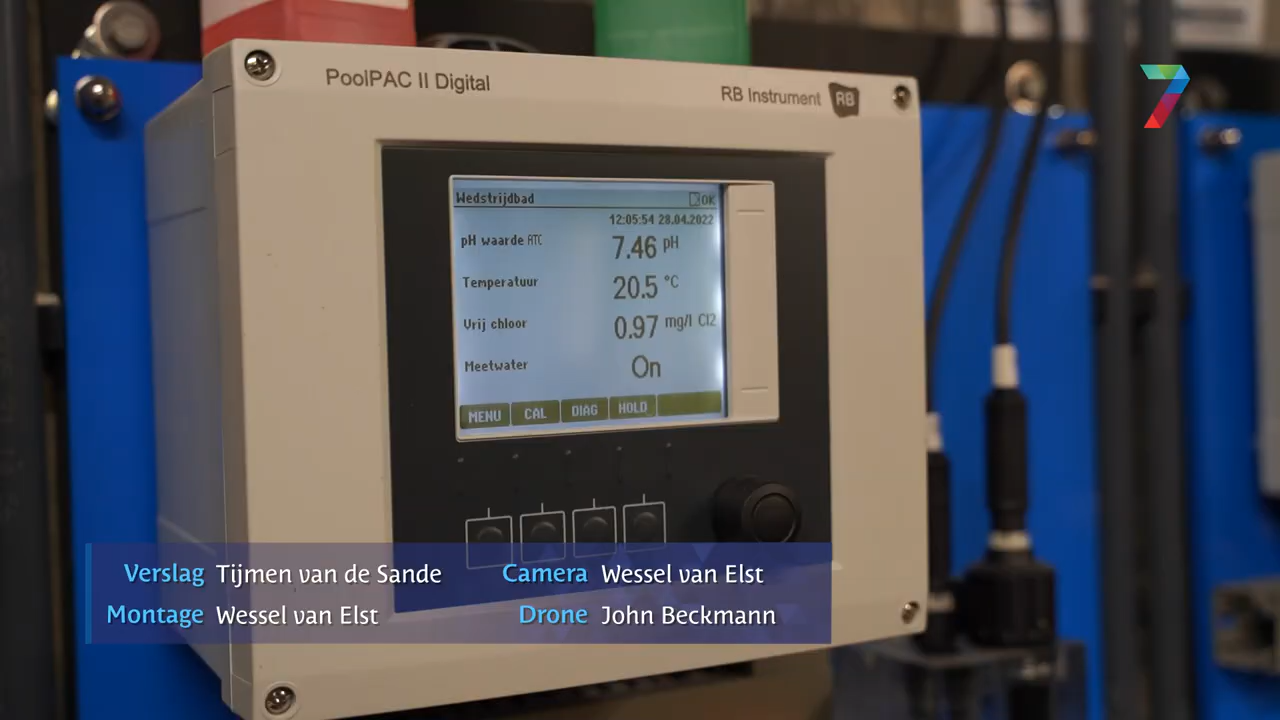 PoolPAC II Digital
RB Instrument RB
Wedstrijdbad OK
12:05:54 28.04.2022
pH waarde ATC 7.46 pH
Temperatuur 20.5 °C
Vrij chloor 0.97 mg/l Cl2
Meetwater On
MENU CAL DIAG HOLD
Verslag Tijmen van de Sande Camera Wessel van Elst
Montage Wessel van Elst Drone John Beckmann
7